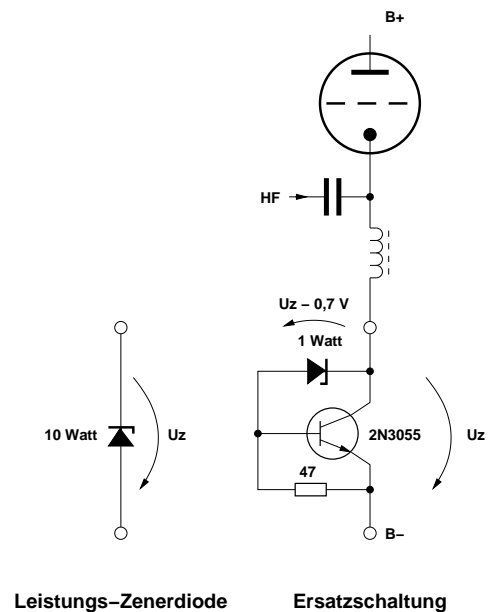 B+
HF
Uz – 0,7 V
1 Watt
10 Watt
Uz
2N3055
Uz
47
B–
Leistungs–Zenerdiode
Ersatzschaltung